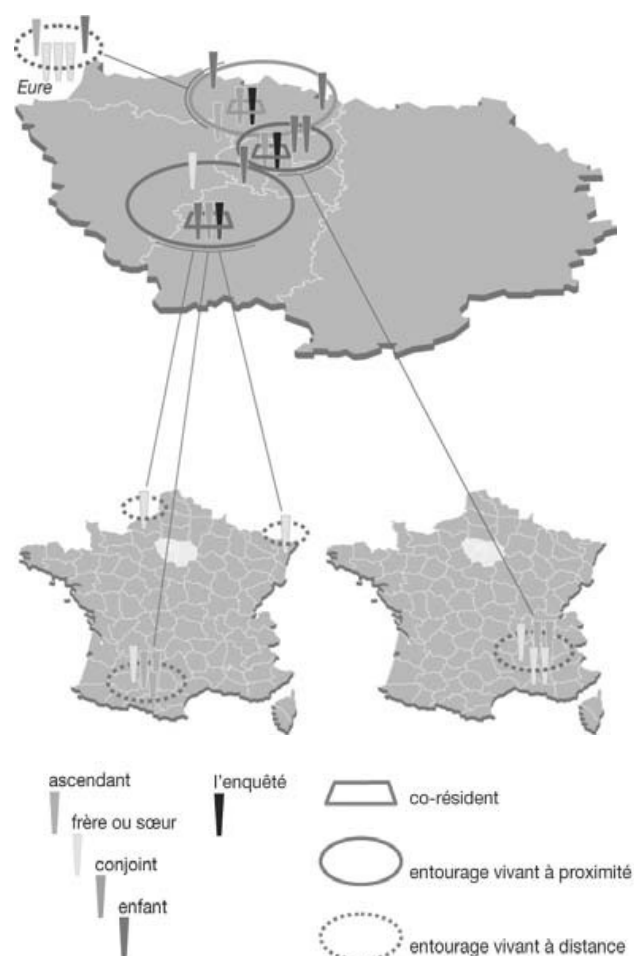 Eure
ascendant
l'enquêté
frère ou sœur
conjoint
enfant
co-résident
entourage vivant à proximité
entourage vivant à distance